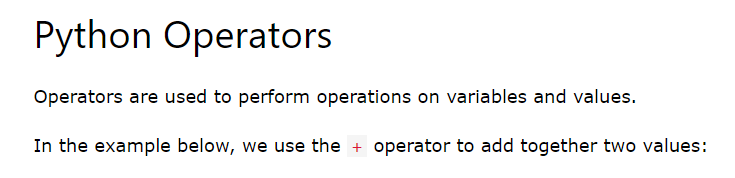 Python Operators
Operators are used to perform operations on variables and values.
In the example below, we use the + operator to add together two values: